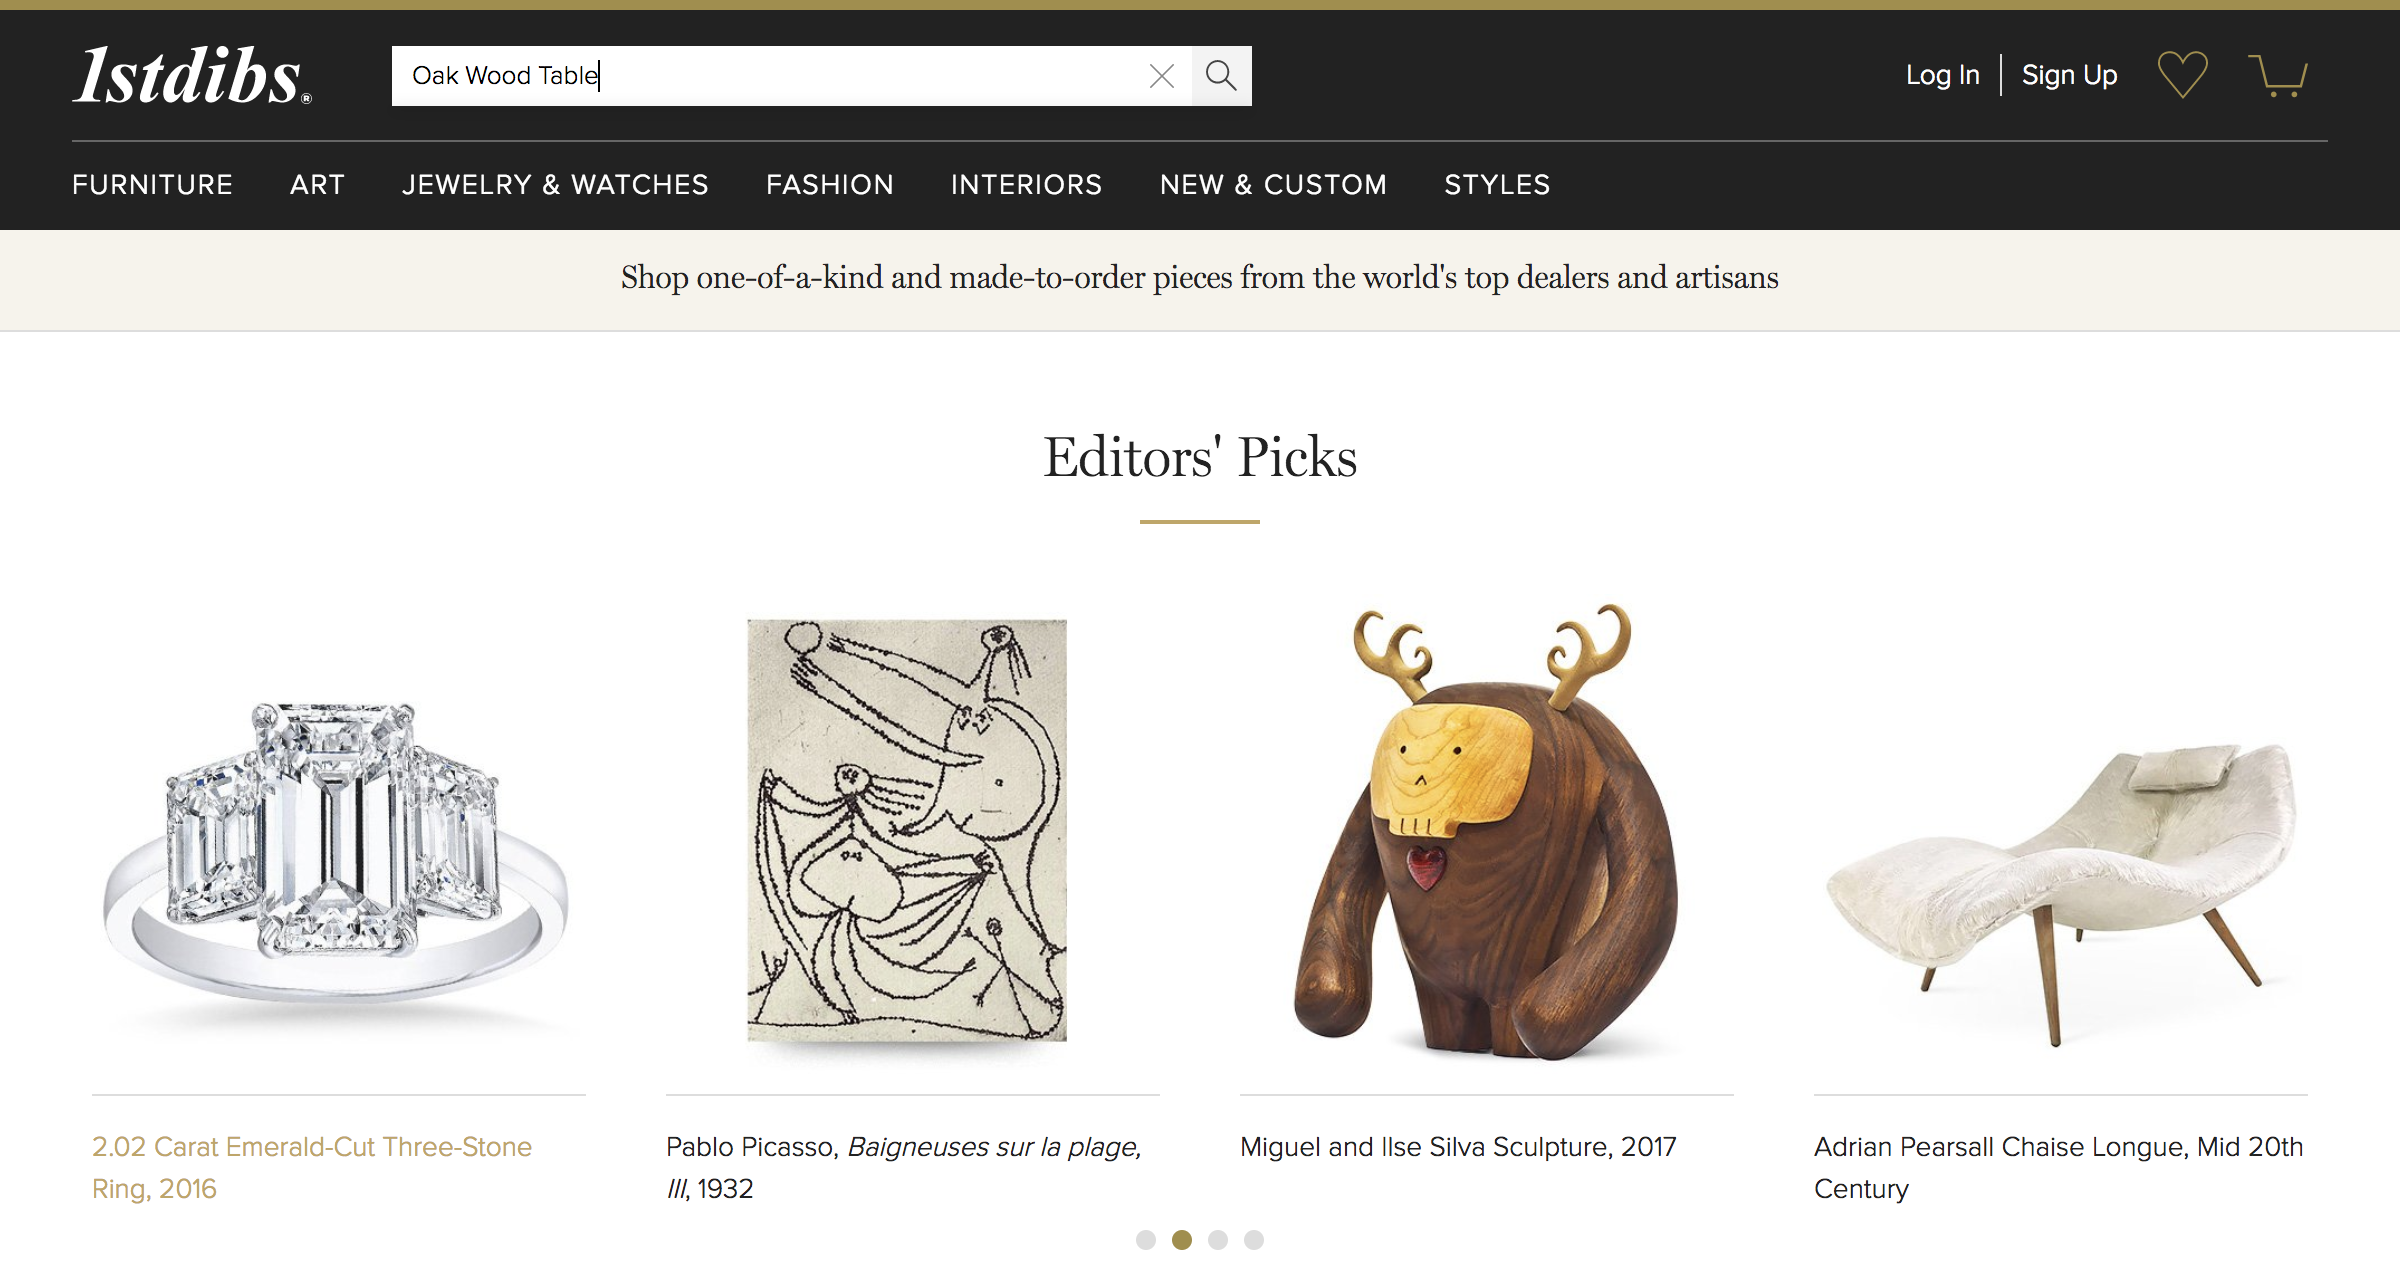 1stdibs®
Oak Wood Table
Log In
Sign Up
FURNITURE
ART
JEWELRY & WATCHES
FASHION
INTERIORS
NEW & CUSTOM
STYLES
Shop one-of-a-kind and made-to-order pieces from the world's top dealers and artisans
Editors' Picks
2.02 Carat Emerald-Cut Three-Stone
Ring, 2016
Pablo Picasso, Baigneuses sur la plage,
III, 1932
Miguel and Ilse Silva Sculpture, 2017
Adrian Pearsall Chaise Longue, Mid 20th
Century